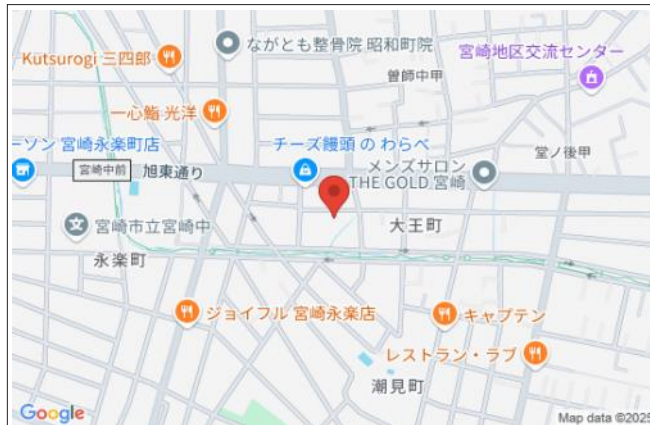 ながとも整骨院 昭和町院
宮崎地区交流センター
Kutsurogi 三四郎
曽師中甲
一心鮨 光洋
ーソン 宮崎永楽町店
チーズ饅頭 の わらべ
堂ノ後甲
宮崎中前
旭東通り
メンズサロン
THE GOLD 宮崎
宮崎市立宮崎中
大王町
永楽町
ジョイフル 宮崎永楽店
キャプテン
レストラン・ラブ
潮見町
Google
Map data ©2025